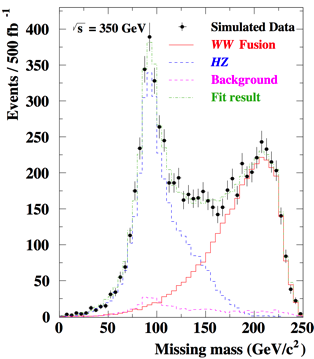 Events / 500 fb -1
400
350
300
250
200
150
100
50
0
√s = 350 GeV
Simulated Data
WW Fusion
HZ
Background
Fit result
0 50 100 150 200 250
Missing mass (GeV/c²)